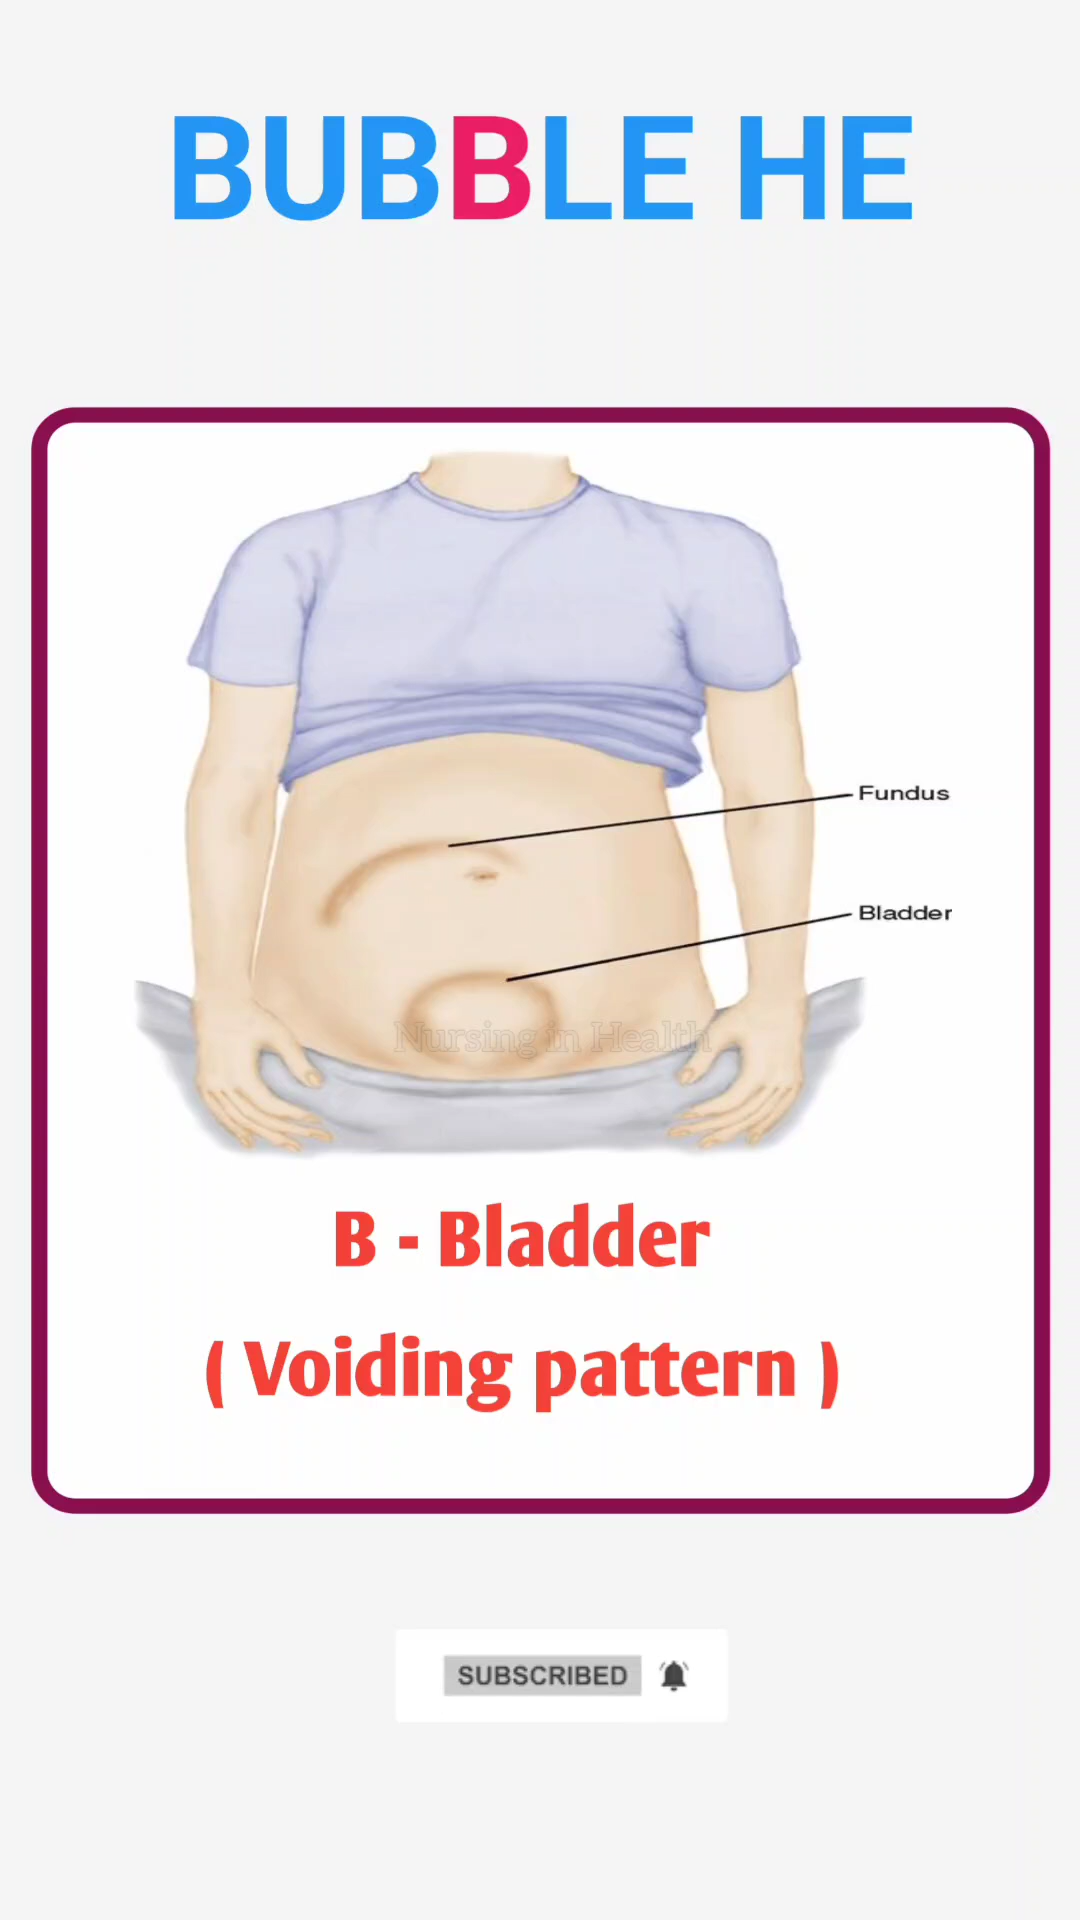 BUBBLE HE
Fundus
Bladder
Nursing in Health
B - Bladder
( Voiding pattern )
SUBSCRIBED